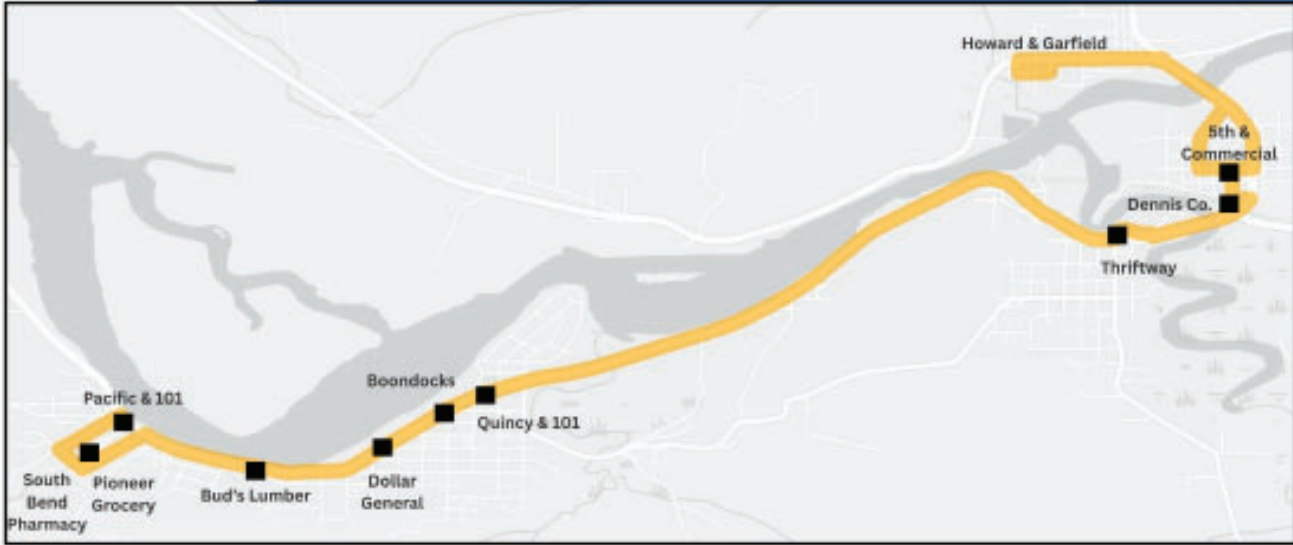 Howard & Garfield
5th &
Commercial
Dennis Co.
Thriftway
Boondocks
Pacific & 101
Quincy & 101
South
Bend
Pharmacy
Pioneer
Grocery
Bud's Lumber
Dollar
General